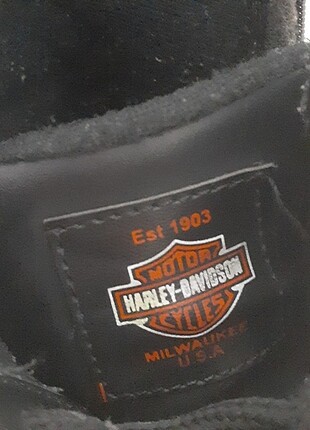 Est 1903
MOTOR
HARLEY-DAVIDSON
CYCLES
MILWAUKEE
U.S.A